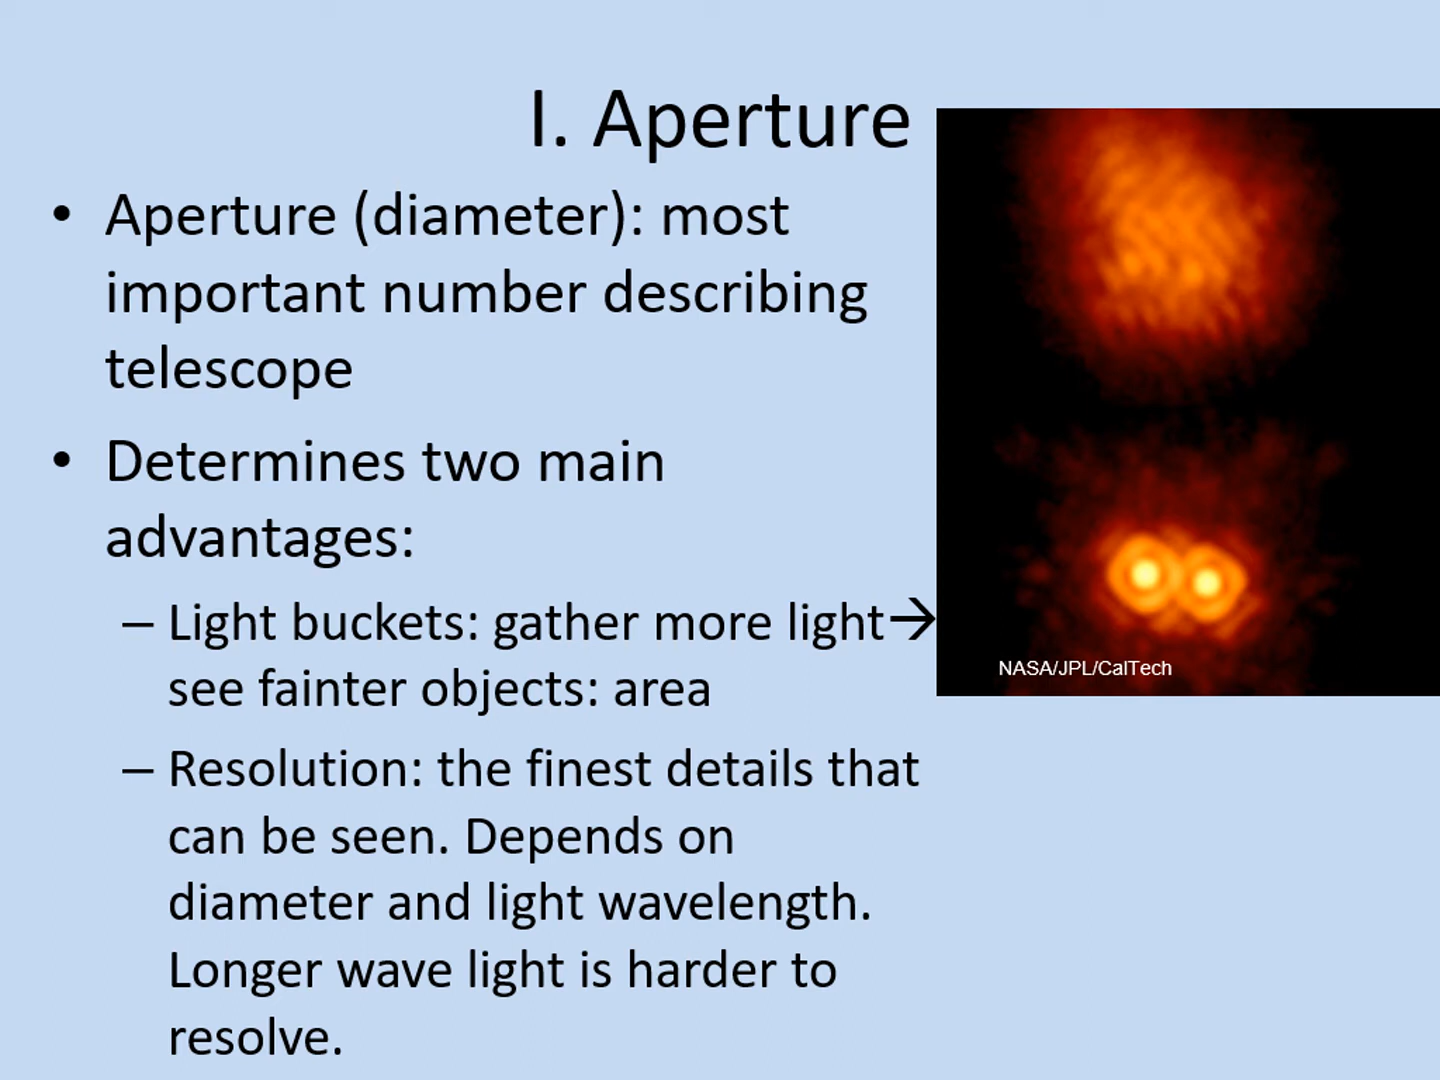 I. Aperture
• Aperture (diameter): most
important number describing
telescope
• Determines two main
advantages:
– Light buckets: gather more light→
see fainter objects: area
– Resolution: the finest details that
can be seen. Depends on
diameter and light wavelength.
Longer wave light is harder to
resolve.
NASA/JPL/CalTech